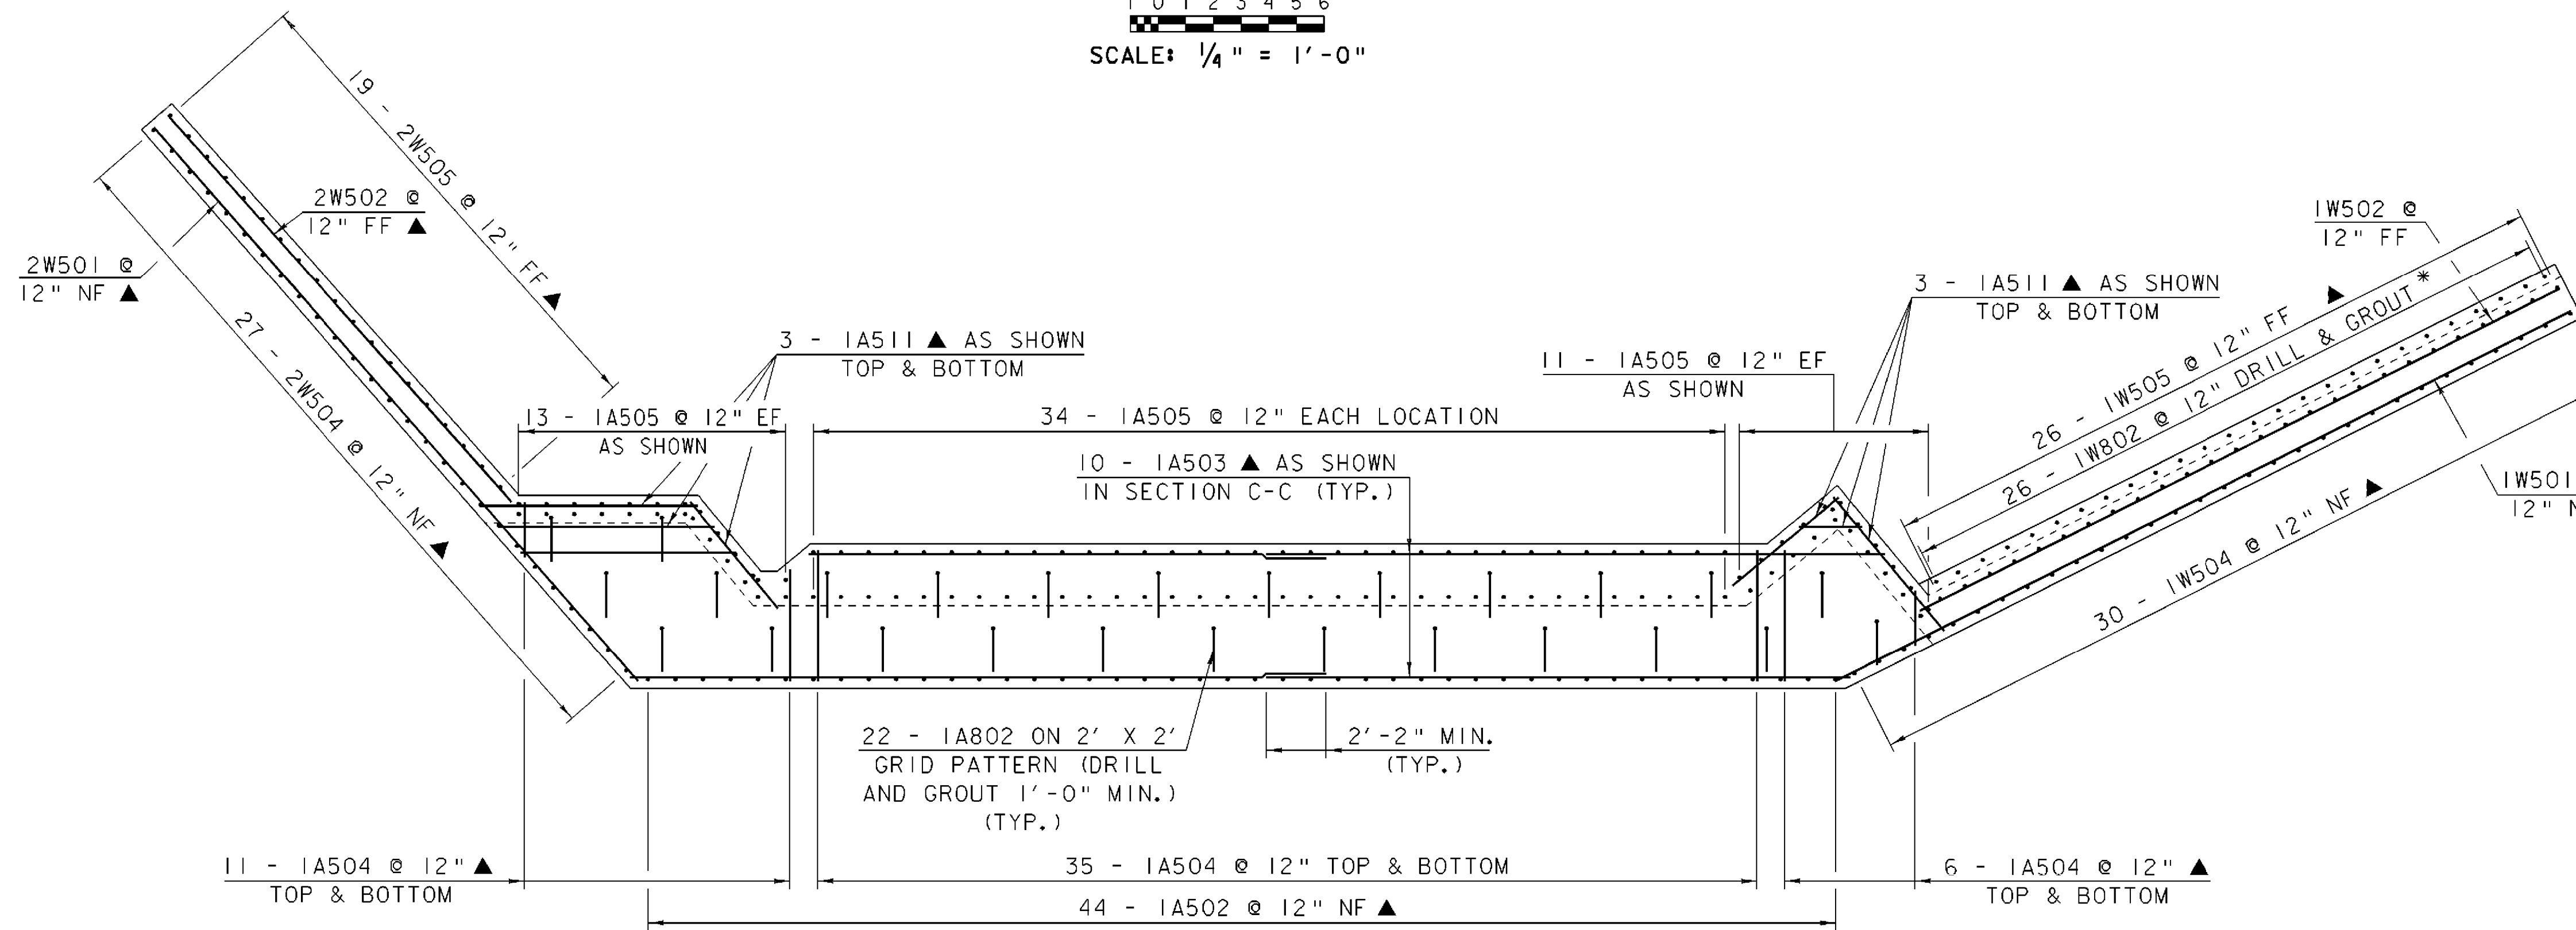 1 0 1 2 3 4 5 6
SCALE: 1/4" = 1'-0"
19 - 2W505 @ 12" FF ▲
2W502 @
12" FF ▲
2W501 @
12" NF ▲
27 - 2W504 @ 12" NF ▲
3 - 1A511 ▲ AS SHOWN
TOP & BOTTOM
13 - 1A505 @ 12" EF
AS SHOWN
34 - 1A505 @ 12" EACH LOCATION
10 - 1A503 ▲ AS SHOWN
IN SECTION C-C (TYP.)
11 - 1A505 @ 12" EF
AS SHOWN
3 - 1A511 ▲ AS SHOWN
TOP & BOTTOM
1W502 @
12" FF
26 - 1W505 @ 12" FF ▲
26 - 1W802 @ 12" DRILL & GROUT *
30 - 1W504 @ 12" NF ▲
1W501
12"
22 - 1A802 ON 2' X 2'
GRID PATTERN (DRILL
AND GROUT 1'-0" MIN.)
(TYP.)
2'-2" MIN.
(TYP.)
11 - 1A504 @ 12" ▲
TOP & BOTTOM
35 - 1A504 @ 12" TOP & BOTTOM
6 - 1A504 @ 12" ▲
TOP & BOTTOM
44 - 1A502 @ 12" NF ▲